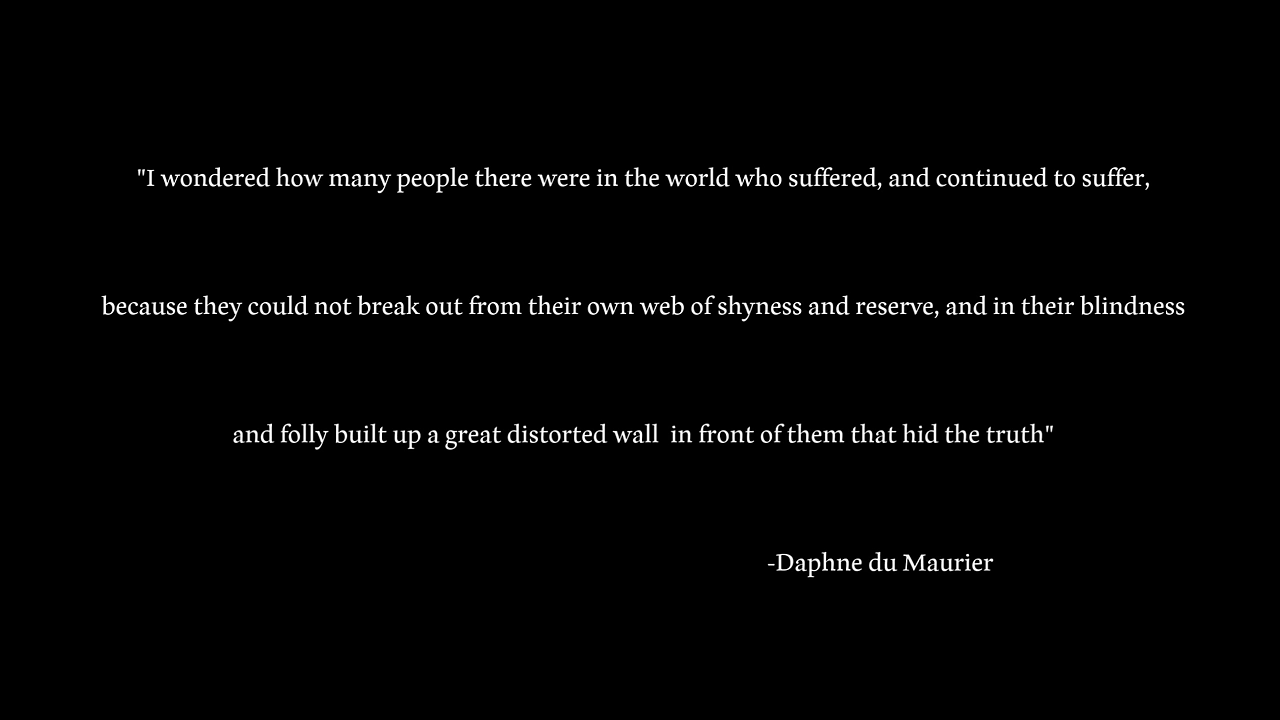 "I wondered how many people there were in the world who suffered, and continued to suffer,
because they could not break out from their own web of shyness and reserve, and in their blindness
and folly built up a great distorted wall  in front of them that hid the truth"
-Daphne du Maurier